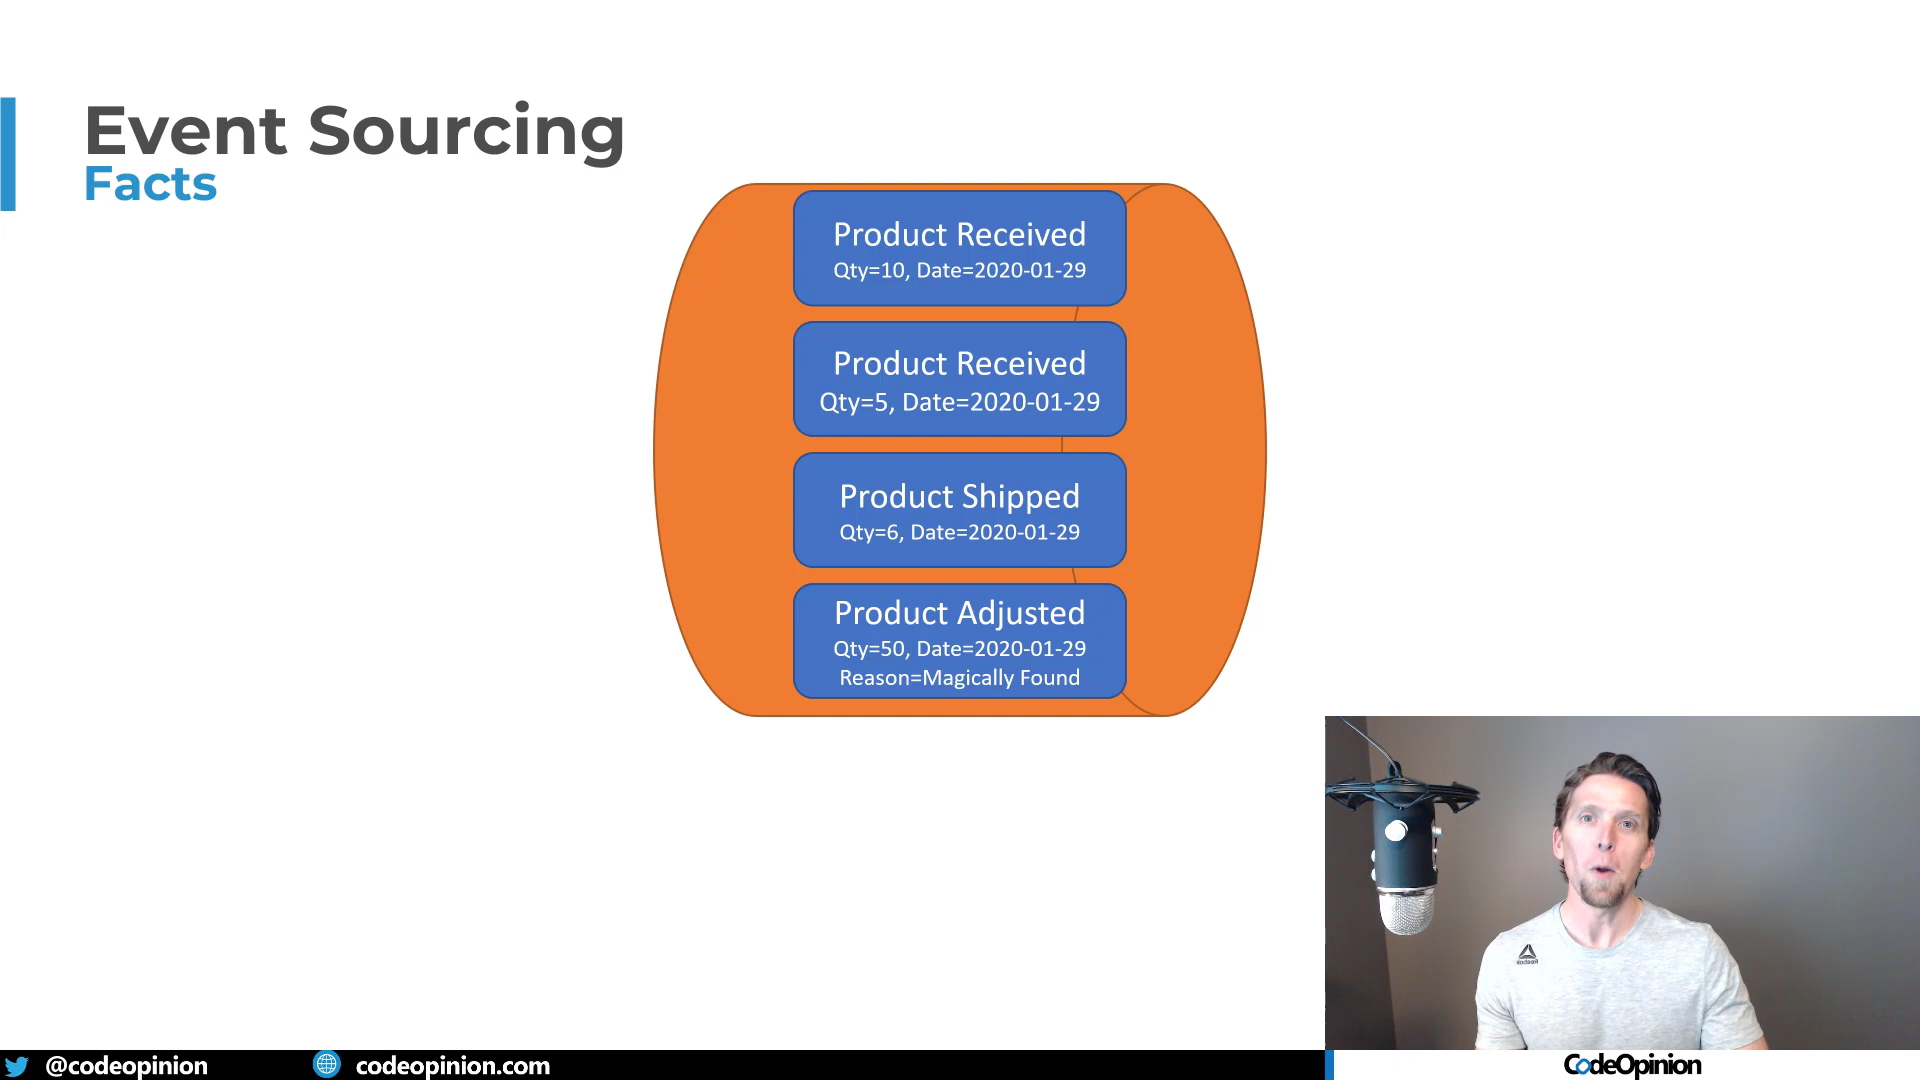 Event Sourcing
Facts
Product Received
Qty=10, Date=2020-01-29
Product Received
Qty=5, Date=2020-01-29
Product Shipped
Qty=6, Date=2020-01-29
Product Adjusted
Qty=50, Date=2020-01-29
Reason=Magically Found
Reebok
@codeopinion
codeopinion.com
CodeOpinion